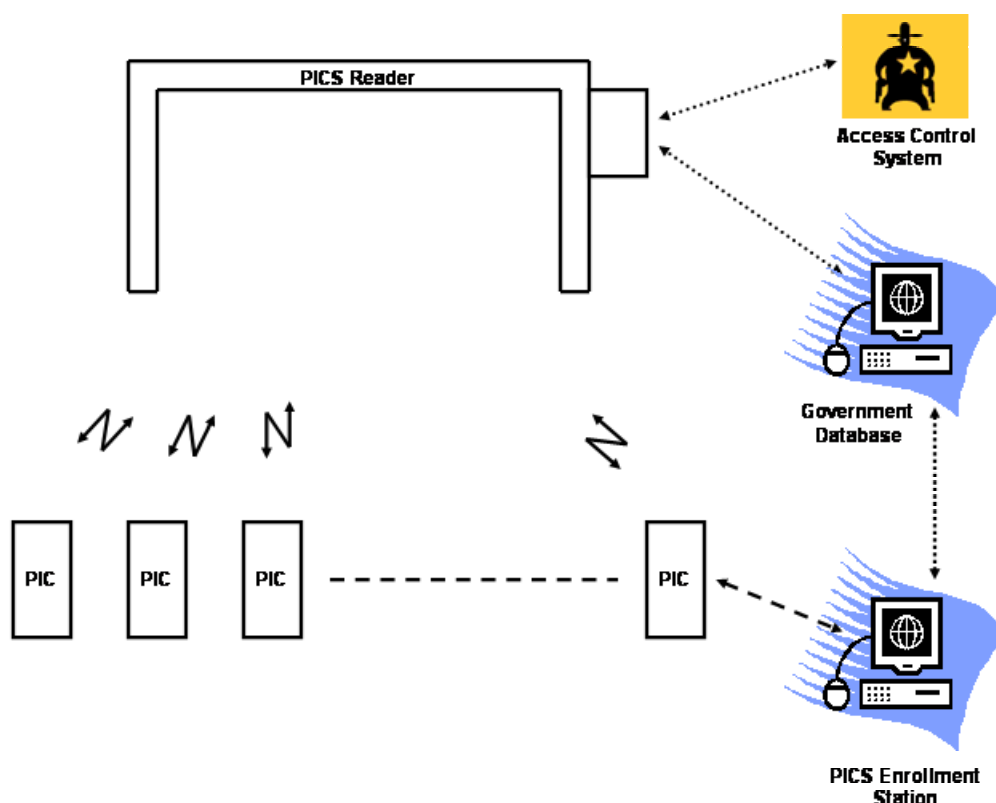 PICS Reader
Access Control
System
Government
Database
PIC
PIC
PIC
PIC
PICS Enrollment
Station